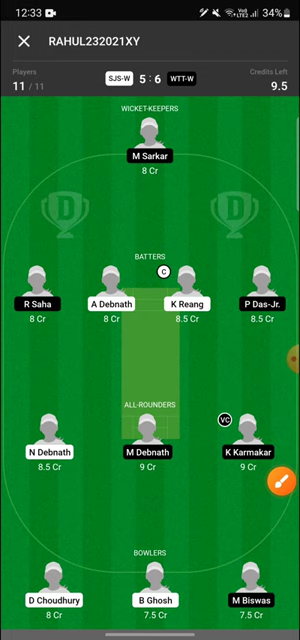 12:33
Vo)
LTE2
34%
RAHUL232021XY
Players
11 / 11
SJS-W 5 : 6 WTT-W
Credits Left
9.5
WICKET-KEEPERS
M Sarkar
8 Cr
D D
BATTERS
C
R Saha A Debnath K Reang P Das-Jr.
8 Cr 8 Cr 8.5 Cr 8.5 Cr
ALL-ROUNDERS
VC
N Debnath M Debnath K Karmakar
8.5 Cr 9 Cr 9 Cr
BOWLERS
D Choudhury B Ghosh M Biswas
8 Cr 7.5 Cr 7.5 Cr